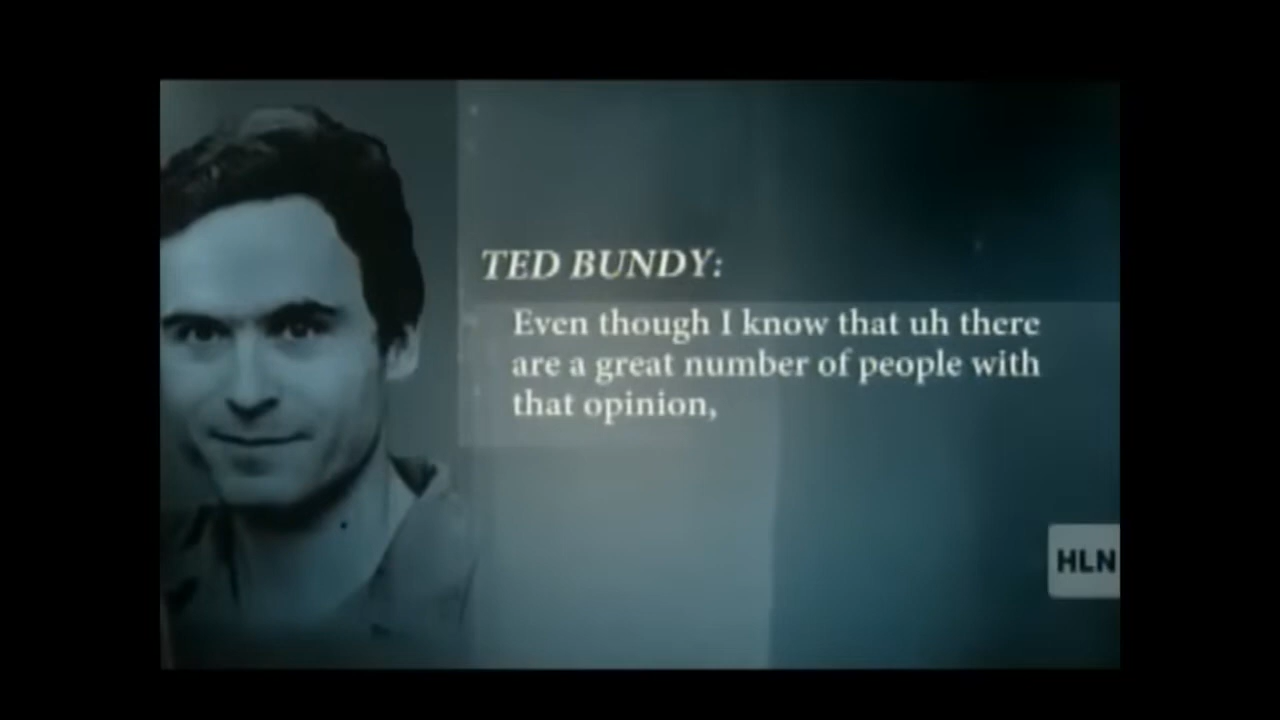 TED BUNDY:
Even though I know that uh there
are a great number of people with
that opinion,
HLN